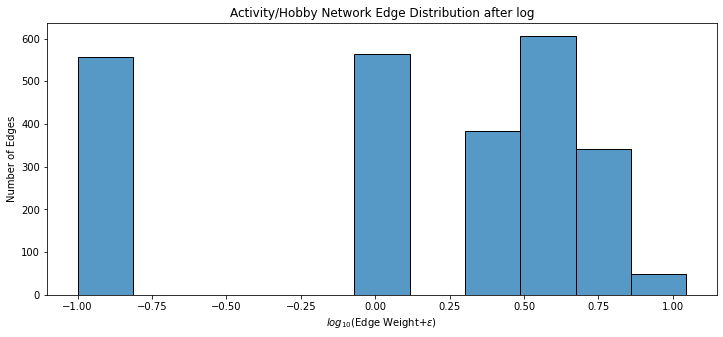 Activity/Hobby Network Edge Distribution after log
Number of Edges
600
500
400
300
200
100
0
−1.00 −0.75 −0.50 −0.25 0.00 0.25 0.50 0.75 1.00
log₁₀(Edge Weight+ε)